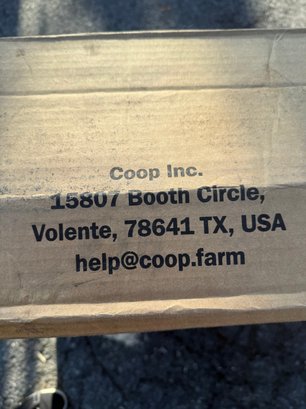 Coop Inc.
15807 Booth Circle,
Volente, 78641 TX, USA
help@coop.farm